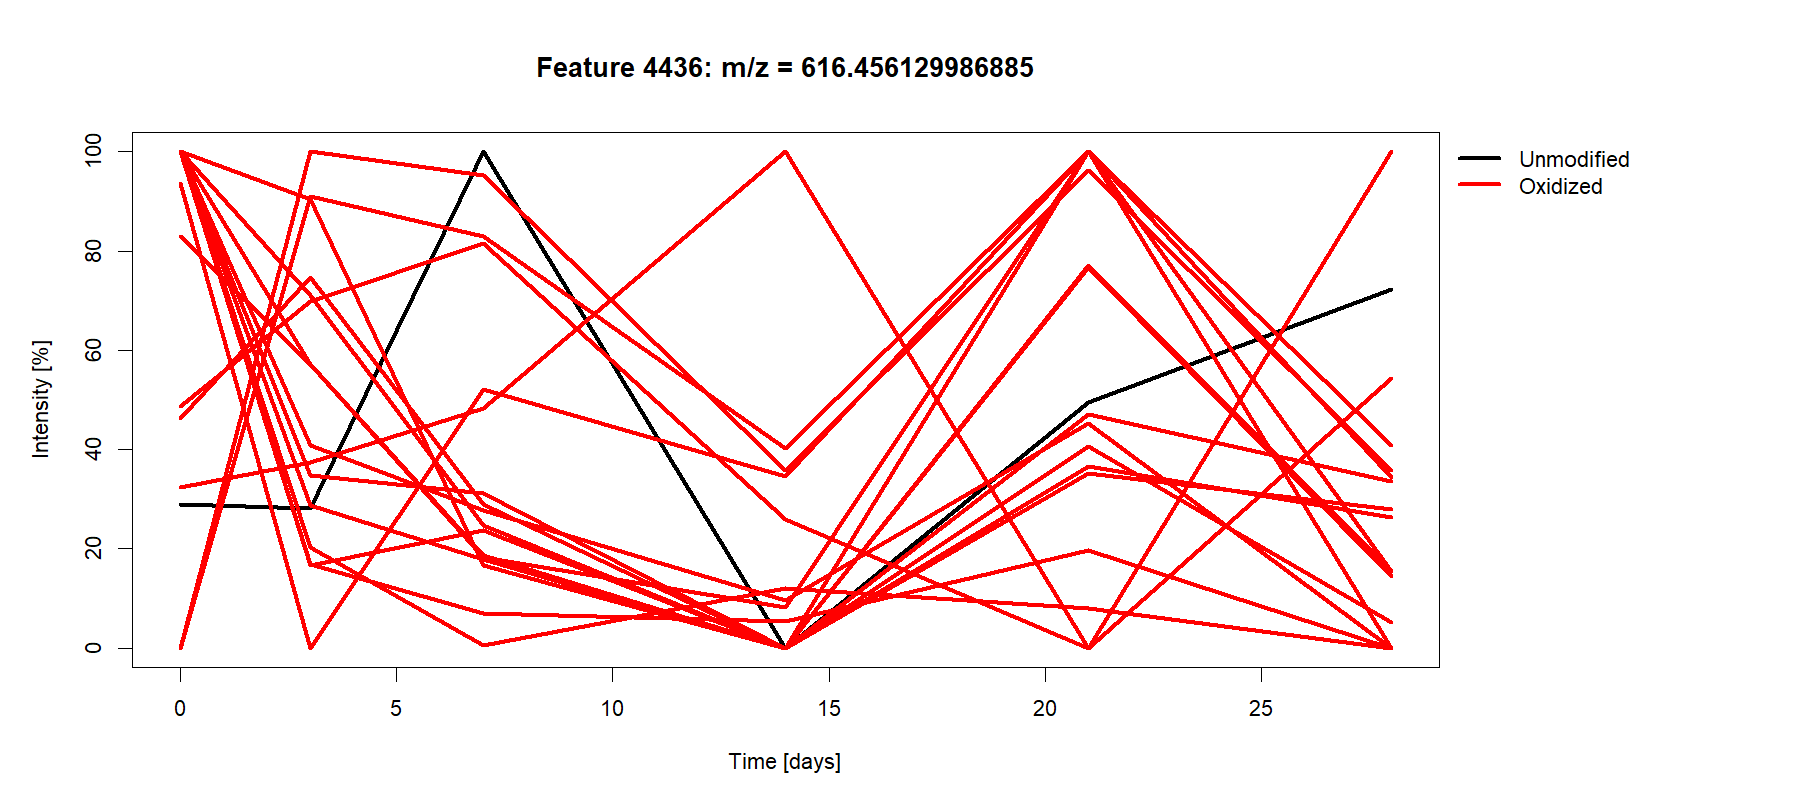 Feature 4436: m/z = 616.456129986885
Unmodified
Oxidized
Intensity [%]
100
80
60
40
20
0
0 5 10 15 20 25
Time [days]